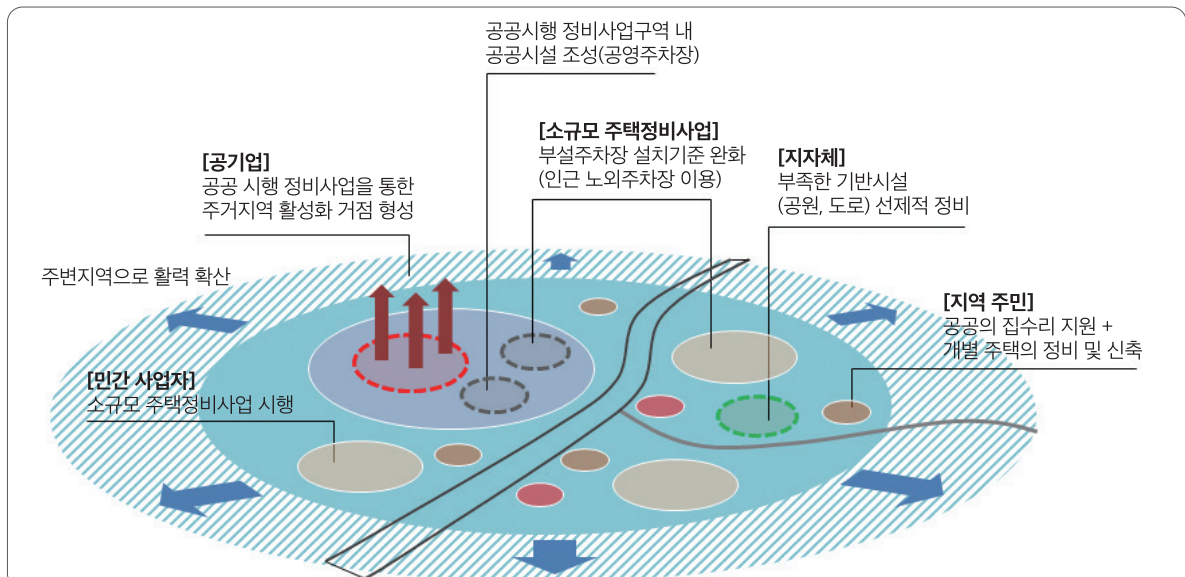 공공시행 정비사업구역 내
공공시설 조성(공영주차장)
[소규모 주택정비사업]
부설주차장 설치기준 완화
(인근 노외주차장 이용)
[공기업]
공공 시행 정비사업을 통한
주거지역 활성화 거점 형성
[지자체]
부족한 기반시설
(공원, 도로) 선제적 정비
주변지역으로 활력 확산
[지역 주민]
공공의 집수리 지원 +
개별 주택의 정비 및 신축
[민간 사업자]
소규모 주택정비사업 시행